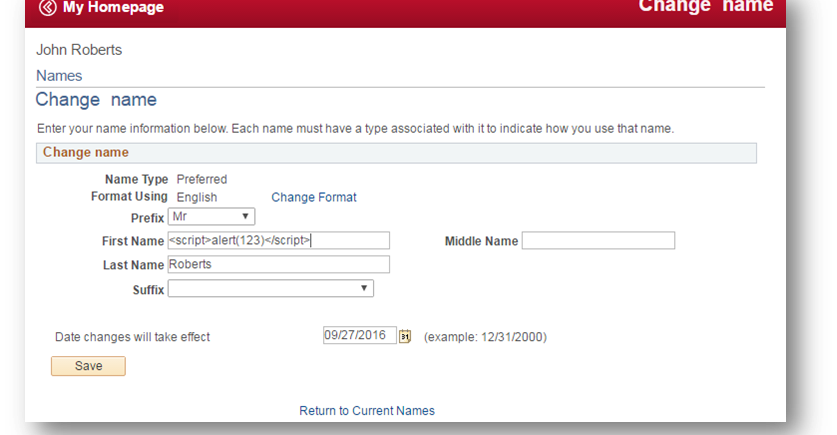 My Homepage
Change name
John Roberts
Names
Change name
Enter your name information below. Each name must have a type associated with it to indicate how you use that name.
Change name
Name Type Preferred
Format Using English Change Format
Prefix Mr
First Name <script>alert(123)</script> Middle Name
Last Name Roberts
Suffix
Date changes will take effect 09/27/2016 31 (example: 12/31/2000)
Save
Return to Current Names